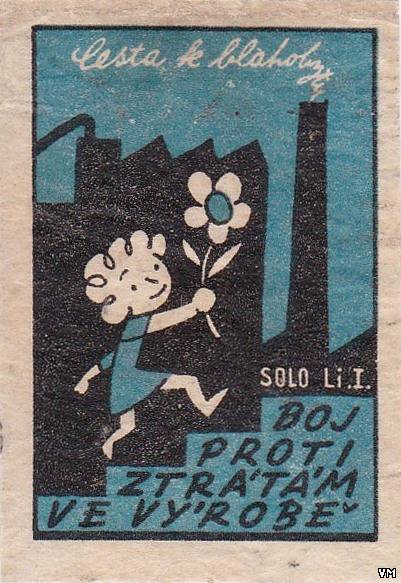 Cesta k blahobytu
SOLO Li.I.
BOJ
PROTI
ZTRÁTÁM
VE VÝROBĚ
VM